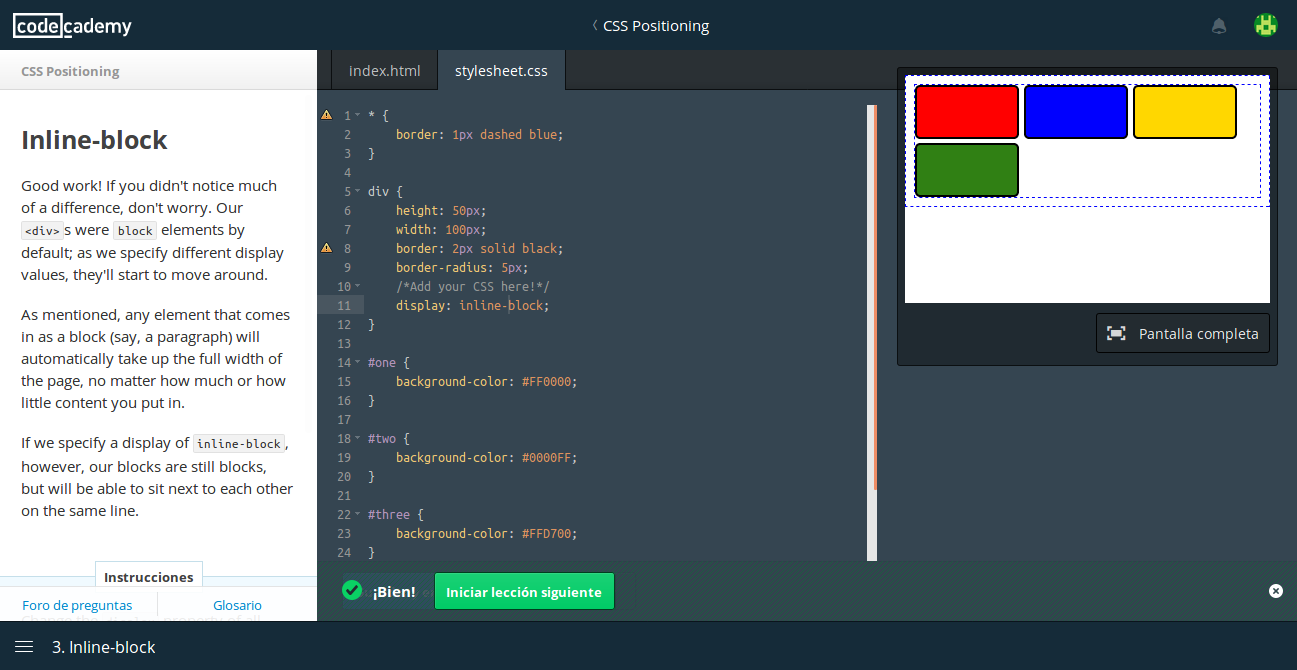 codecademy
CSS Positioning
CSS Positioning
index.html
stylesheet.css
Inline-block
Good work! If you didn't notice much
of a difference, don't worry. Our
<div>s were block elements by
default; as we specify different display
values, they'll start to move around.
As mentioned, any element that comes
in as a block (say, a paragraph) will
automatically take up the full width of
the page, no matter how much or how
little content you put in.
If we specify a display of inline-block,
however, our blocks are still blocks,
but will be able to sit next to each other
on the same line.
Instrucciones
Foro de preguntas
Glosario
1 * {
2 border: 1px dashed blue;
3 }
4
5 div {
6 height: 50px;
7 width: 100px;
8 border: 2px solid black;
9 border-radius: 5px;
10 /*Add your CSS here!*/
11 display: inline-block;
12 }
13
14 #one {
15 background-color: #FF0000;
16 }
17
18 #two {
19 background-color: #0000FF;
20 }
21
22 #three {
23 background-color: #FFD700;
24 }
Pantalla completa
¡Bien!
Iniciar lección siguiente
3. Inline-block